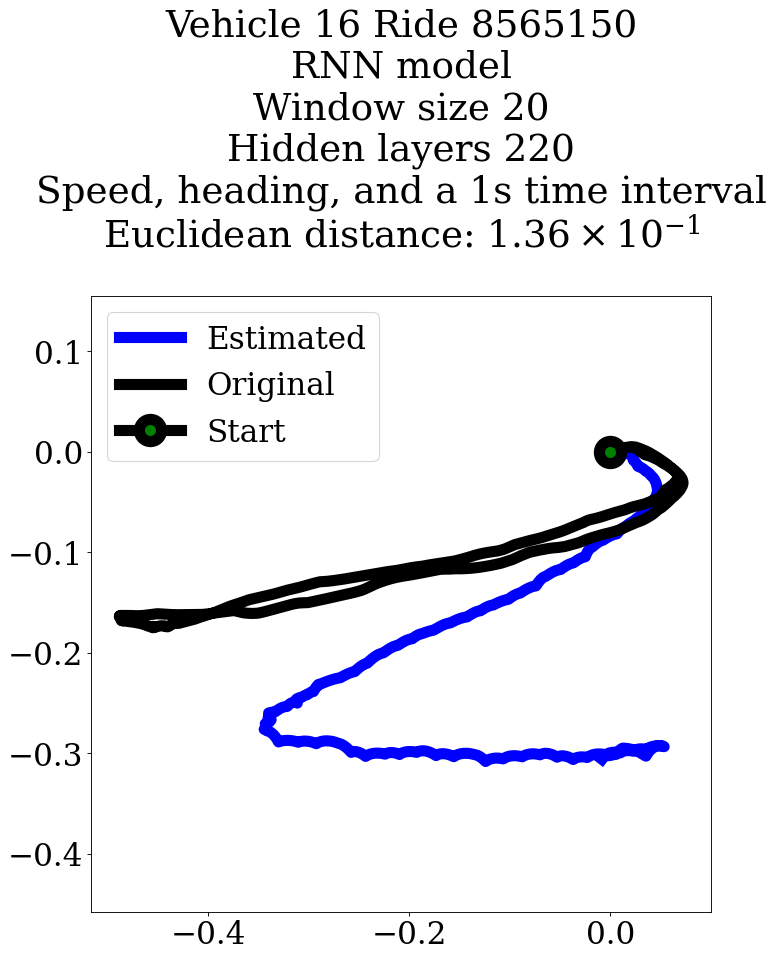 Vehicle 16 Ride 8565150
RNN model
Window size 20
Hidden layers 220
Speed, heading, and a 1s time interval
Euclidean distance: 1.36 × 10⁻¹
Estimated
Original
Start
0.1
0.0
−0.1
−0.2
−0.3
−0.4
−0.4 −0.2 0.0